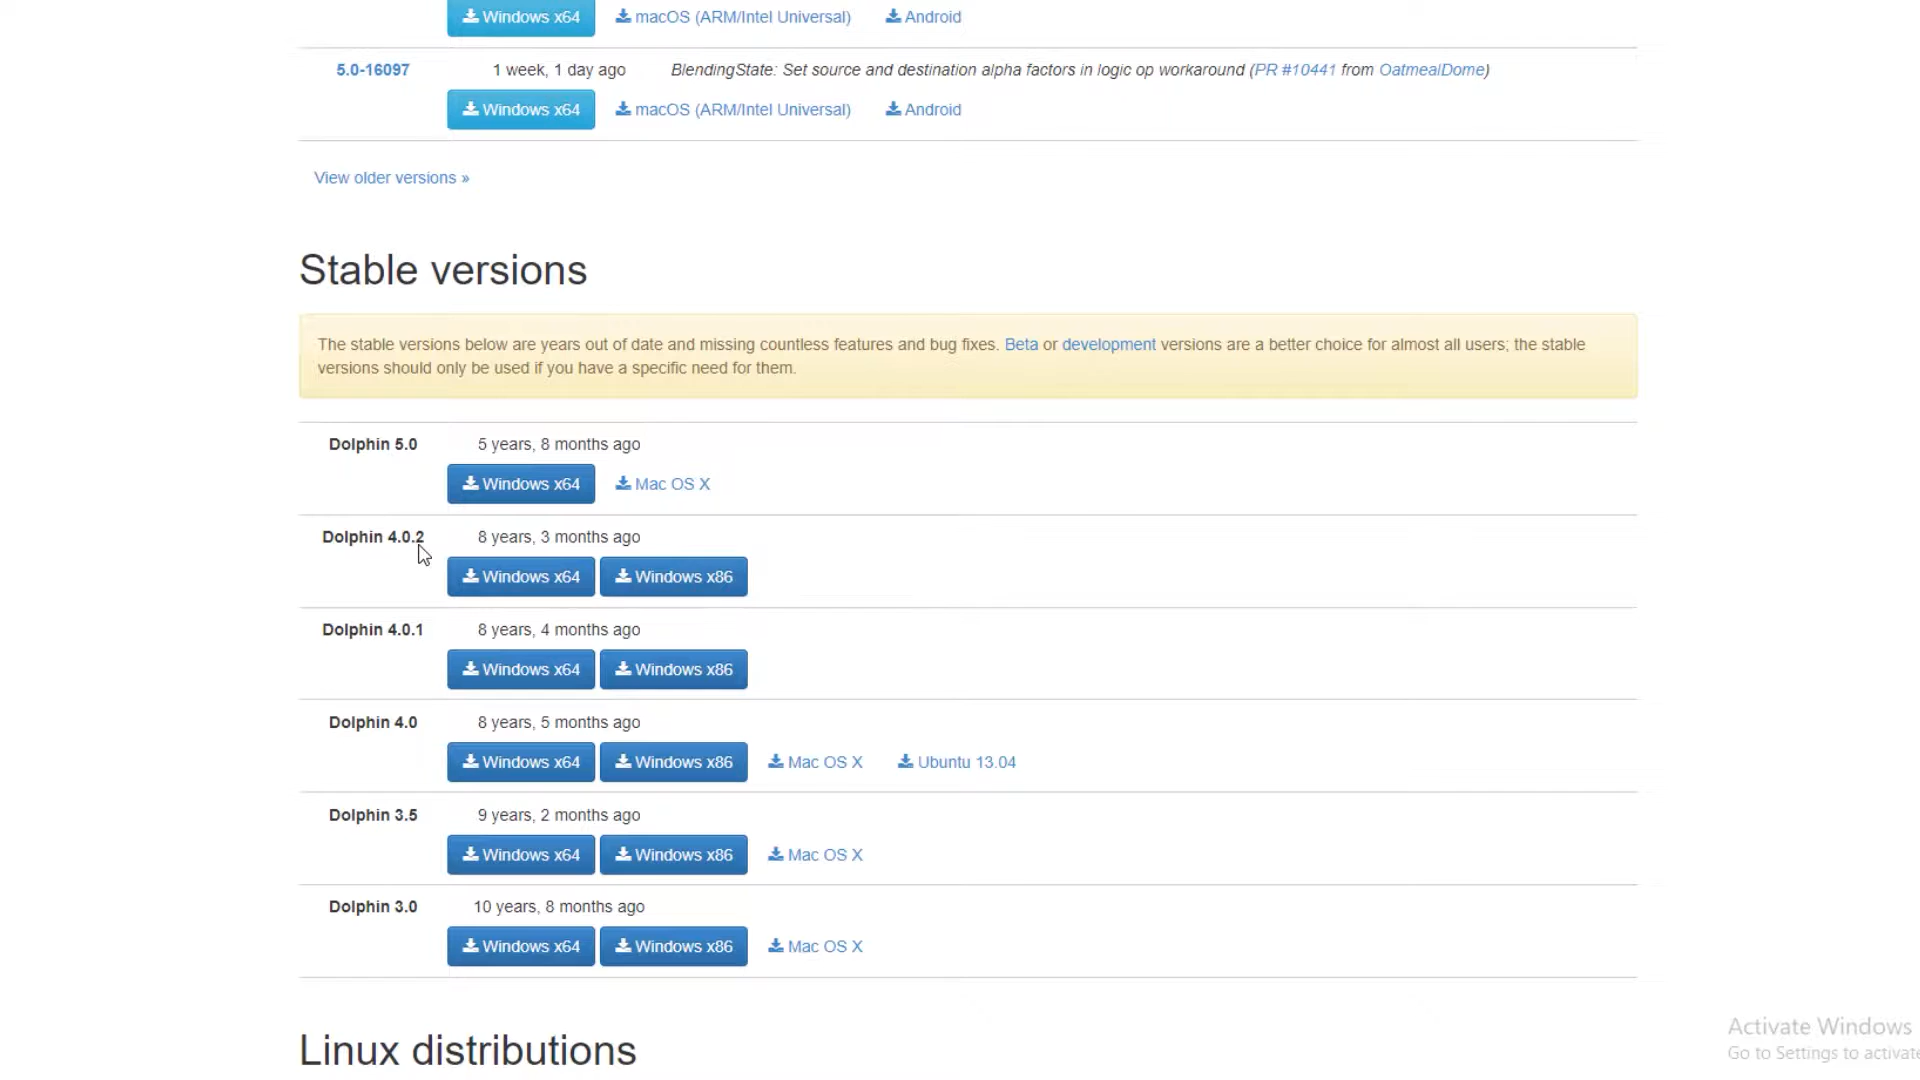 Windows x64 macOS (ARM/Intel Universal) Android
5.0-16097 1 week, 1 day ago BlendingState: Set source and destination alpha factors in logic op workaround (PR #10441 from OatmealDome)
Windows x64 macOS (ARM/Intel Universal) Android
View older versions »
Stable versions
The stable versions below are years out of date and missing countless features and bug fixes. Beta or development versions are a better choice for almost all users; the stable
versions should only be used if you have a specific need for them.
Dolphin 5.0 5 years, 8 months ago
Windows x64 Mac OS X
Dolphin 4.0.2 8 years, 3 months ago
Windows x64 Windows x86
Dolphin 4.0.1 8 years, 4 months ago
Windows x64 Windows x86
Dolphin 4.0 8 years, 5 months ago
Windows x64 Windows x86 Mac OS X Ubuntu 13.04
Dolphin 3.5 9 years, 2 months ago
Windows x64 Windows x86 Mac OS X
Dolphin 3.0 10 years, 8 months ago
Windows x64 Windows x86 Mac OS X
Linux distributions
Activate Windows
Go to Settings to activate